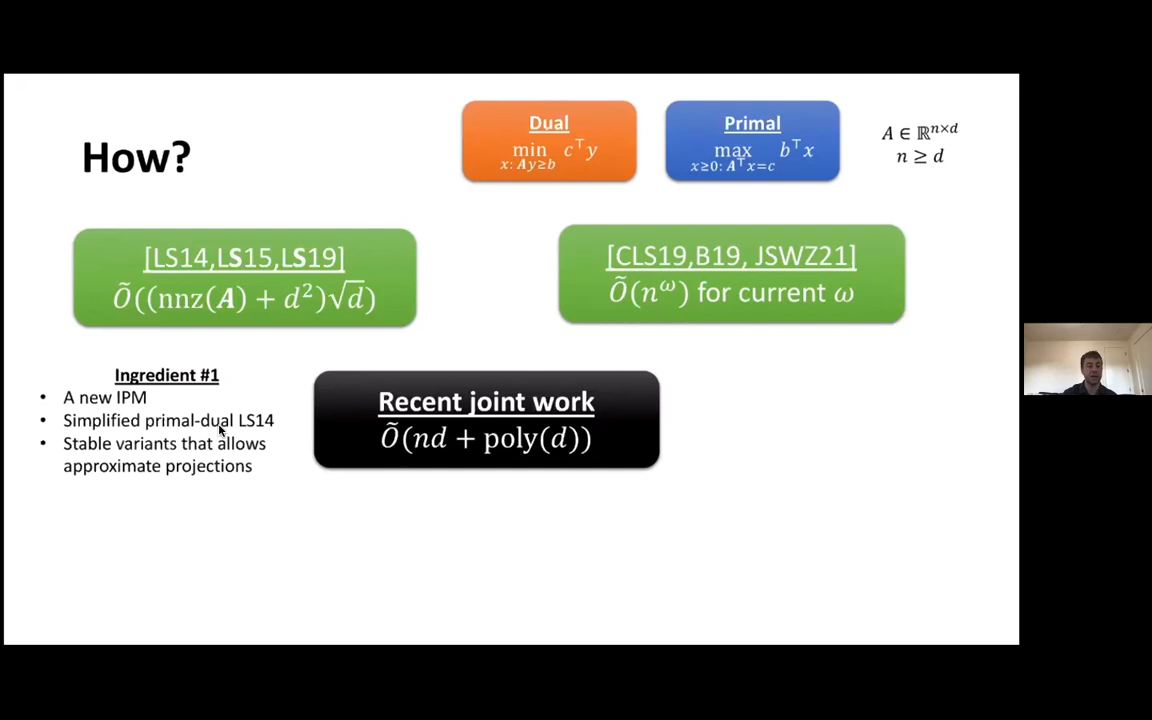 How?
Dual
min c⊤y
x: Ay≥b
Primal
max b⊤x
x≥0: A⊤x=c
A ∈ ℝⁿˣᵈ
n ≥ d
[LS14,LS15,LS19]
Õ((nnz(A) + d²)√d)
[CLS19,B19, JSWZ21]
Õ(n^ω) for current ω
Ingredient #1
• A new IPM
• Simplified primal-dual LS14
• Stable variants that allows
approximate projections
Recent joint work
Õ(nd + poly(d))